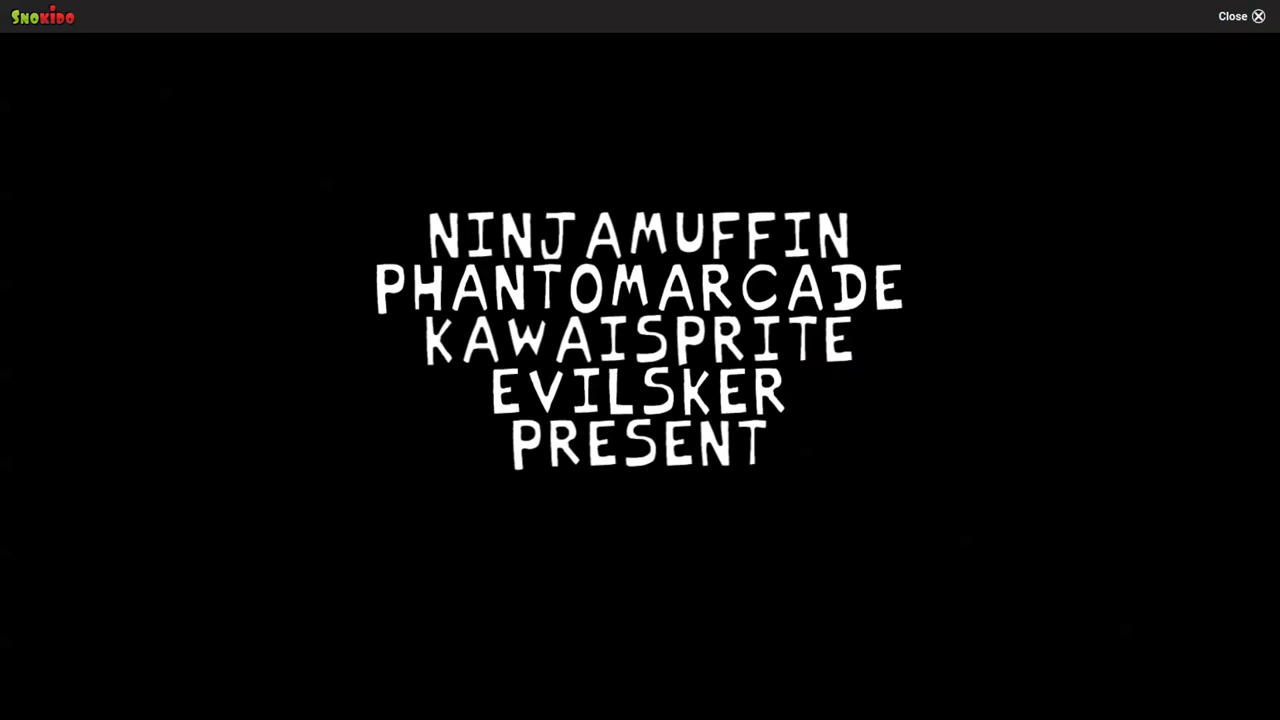 SNOKIDO
Close
NINJAMUFFIN
PHANTOMARCADE
KAWAISPRITE
EVILSKER
PRESENT